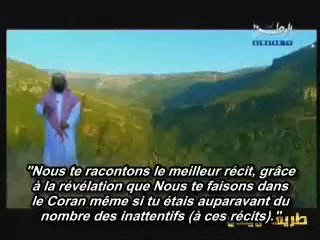 ALWATAN TV
"Nous te racontons le meilleur récit, grâce
à la révélation que Nous te faisons dans
le Coran même si tu étais auparavant du
nombre des inattentifs (à ces récits)."